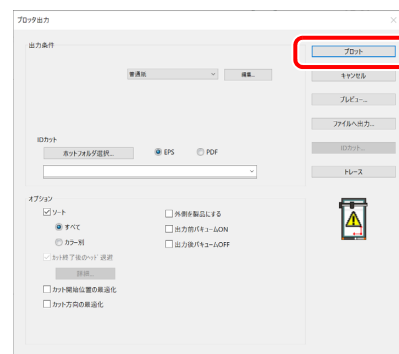 プロッタ出力
出力条件
普通紙
編集...
プロット
キャンセル
プレビュー...
ファイルへ出力...
IDカット
ホットフォルダ選択...
EPS
PDF
IDカット...
トレース
オプション
ソート
すべて
カラー別
カット終了後のヘッド退避
詳細...
カット開始位置の最適化
カット方向の最適化
外側を製品にする
出力前バキュームON
出力後バキュームOFF